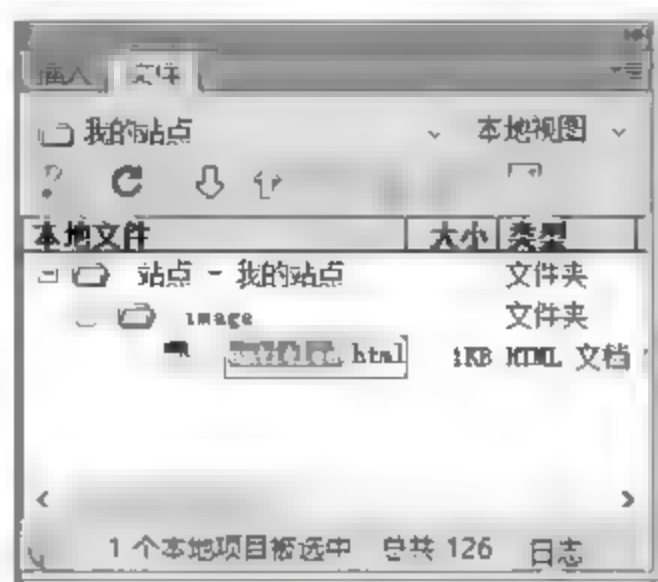 插入 文件
我的站点 本地视图
本地文件 大小 类型
站点 - 我的站点 文件夹
image 文件夹
untitled.html 1KB HTML 文档
1 个本地项目被选中 总共 126 日志